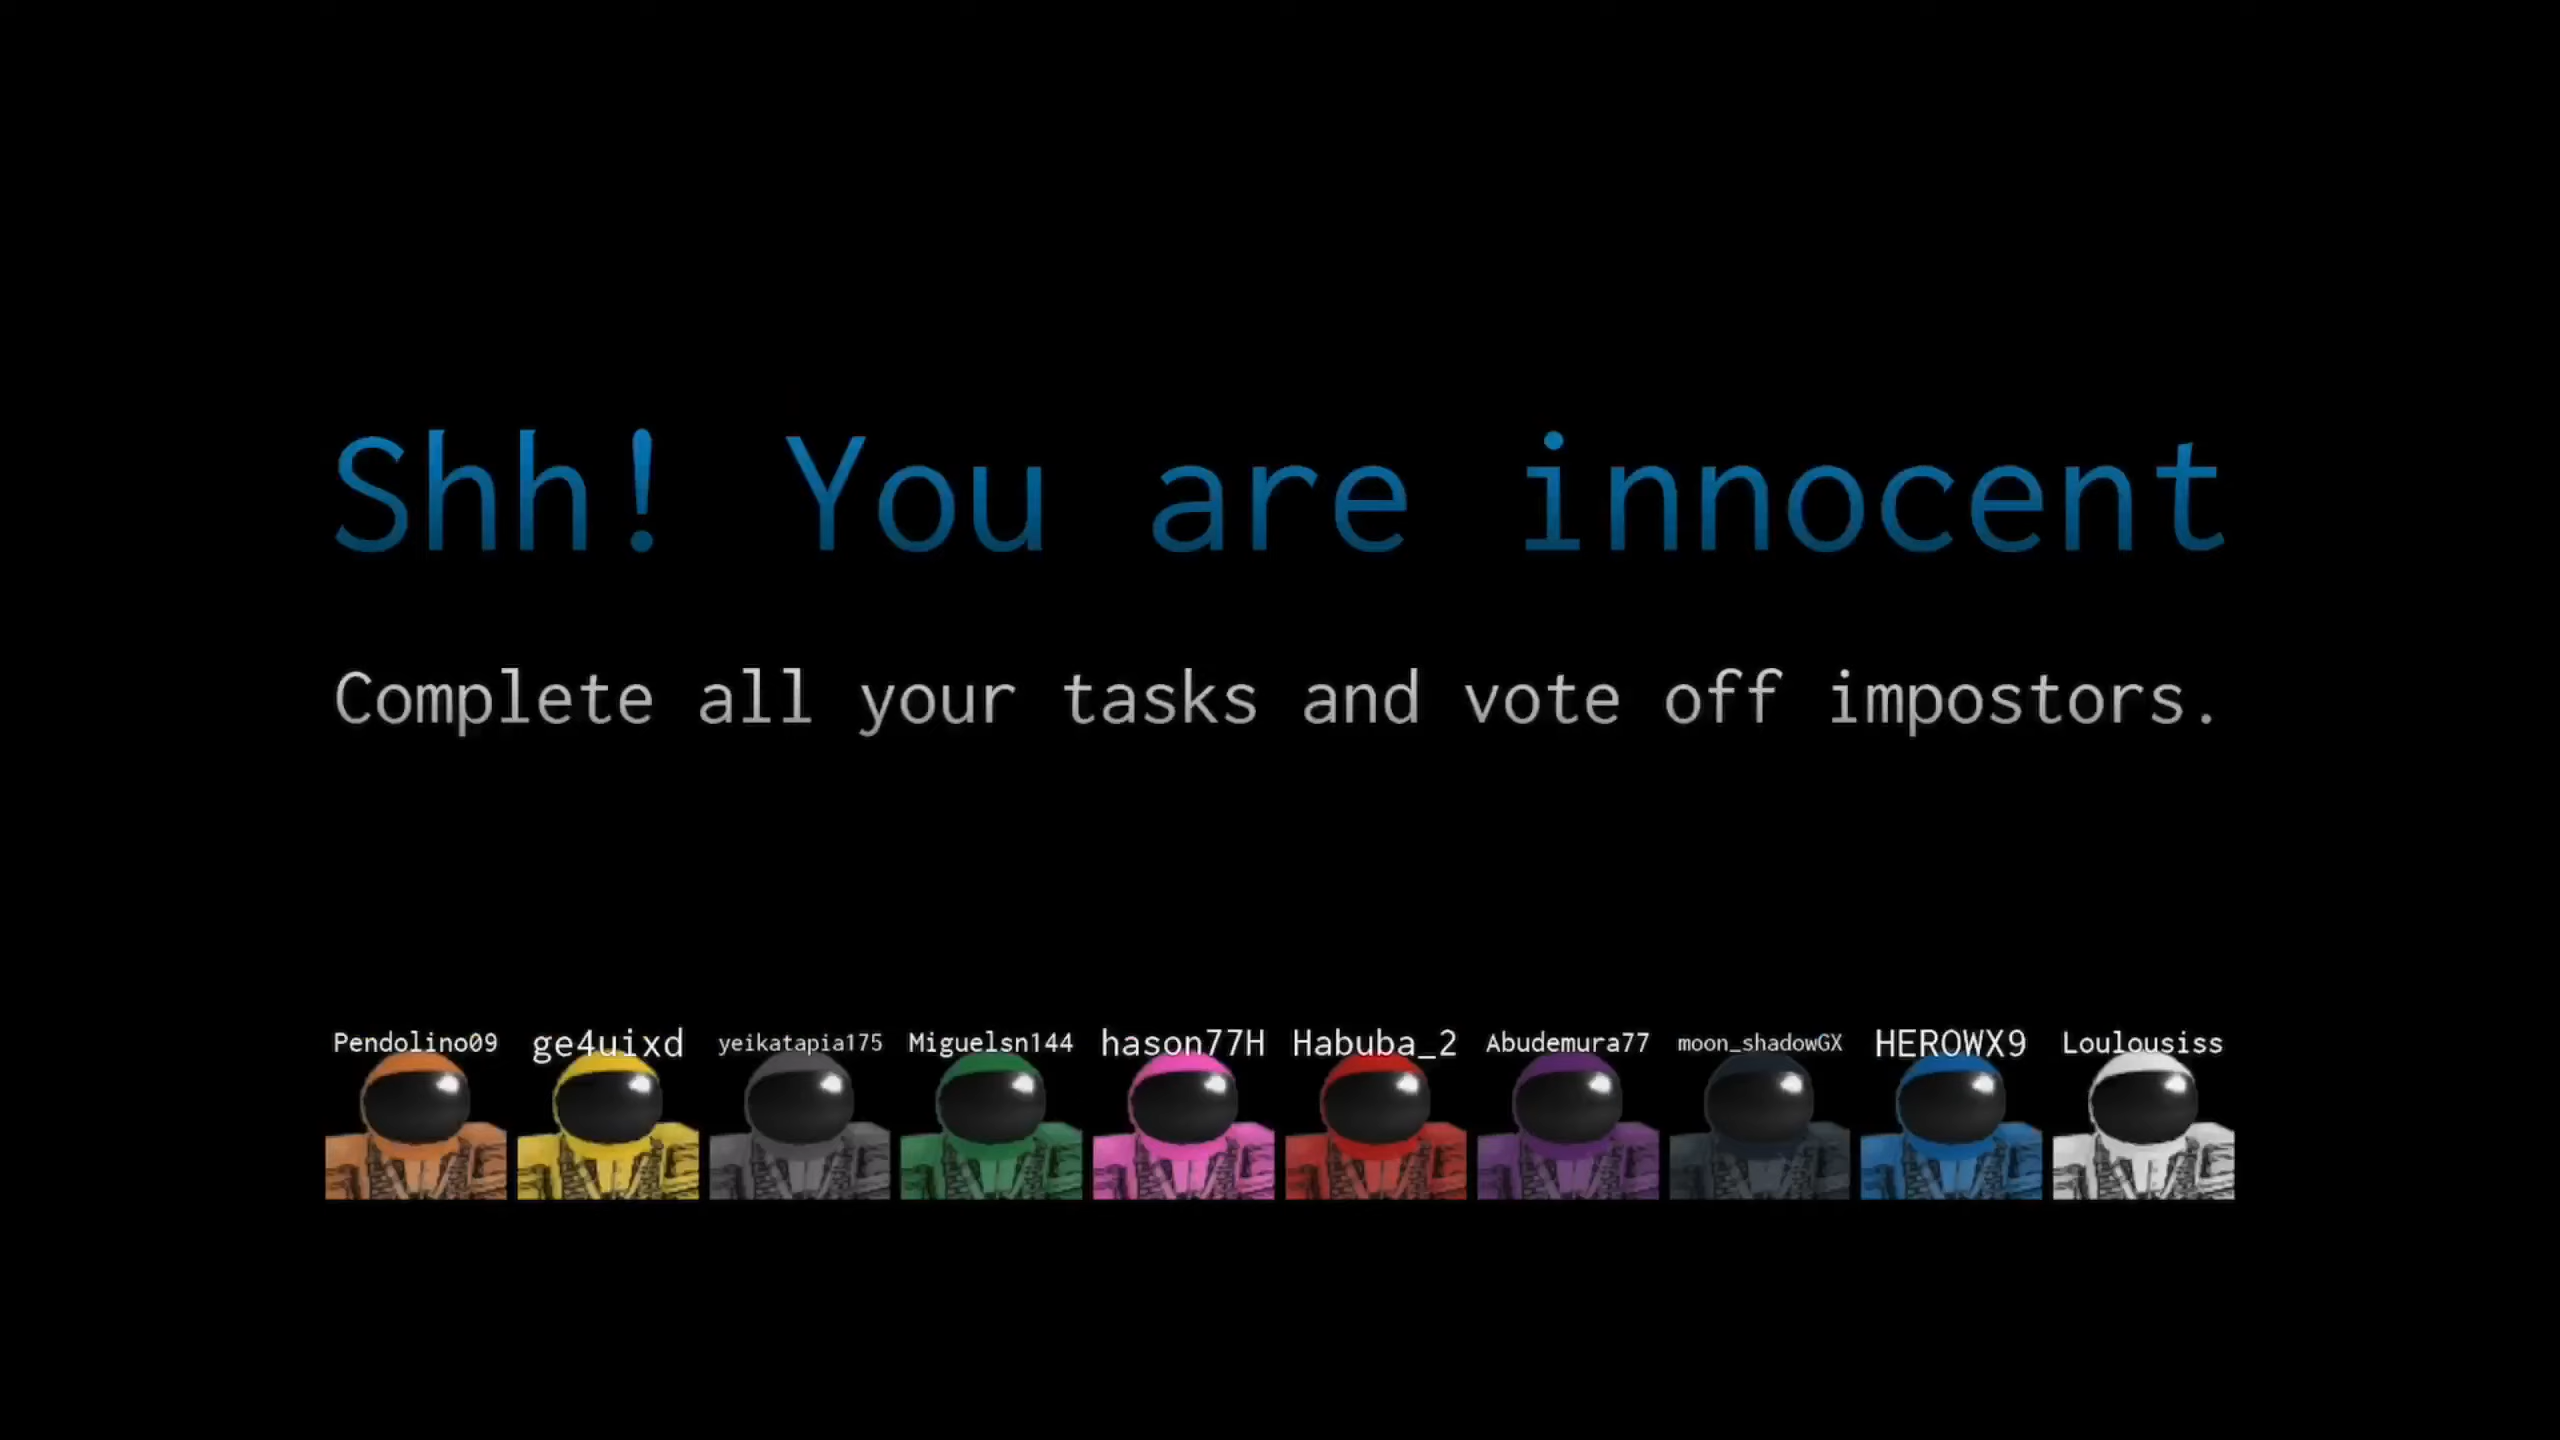 Shh! You are innocent
Complete all your tasks and vote off impostors.
Pendolino09 ge4uixd yeikatapia175 Miguelsn144 hason77H Habuba_2 Abudemura77 moon_shadowGX HEROWX9 Loulousiss